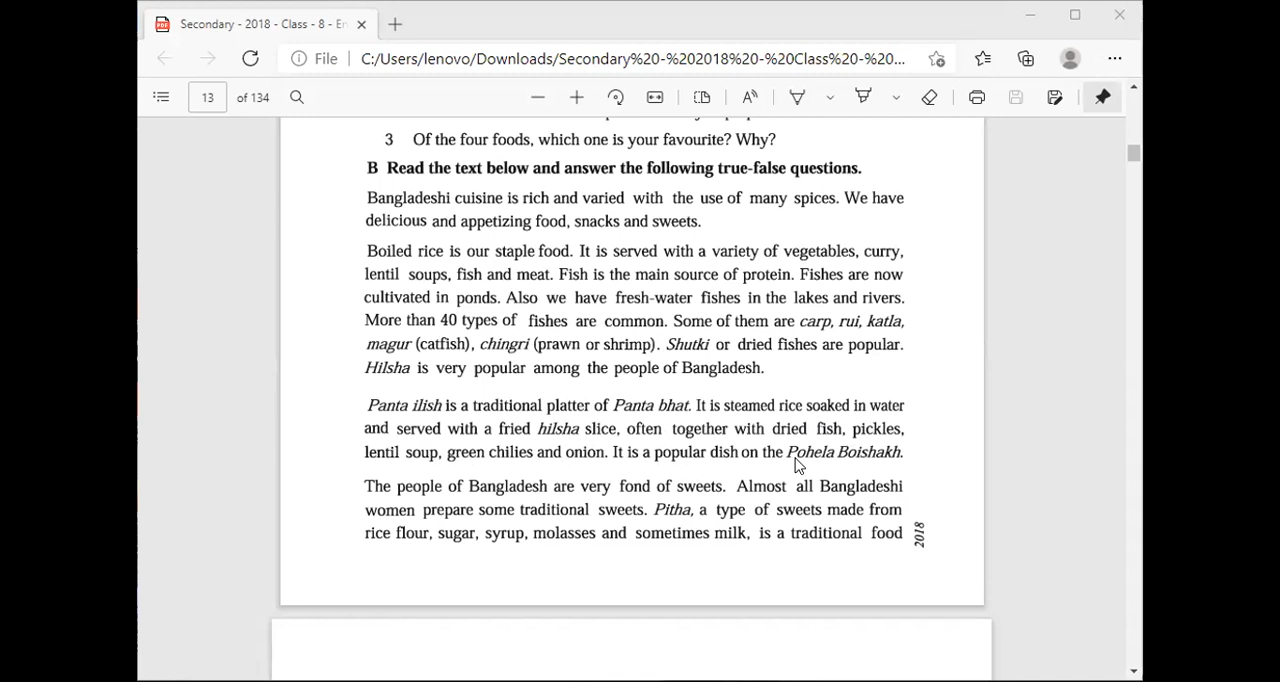 Secondary - 2018 - Class - 8 - En
File C:/Users/lenovo/Downloads/Secondary%20-%202018%20-%20Class%20-%20...
13 of 134
3 Of the four foods, which one is your favourite? Why?
B Read the text below and answer the following true-false questions.
Bangladeshi cuisine is rich and varied with the use of many spices. We have
delicious and appetizing food, snacks and sweets.
Boiled rice is our staple food. It is served with a variety of vegetables, curry,
lentil soups, fish and meat. Fish is the main source of protein. Fishes are now
cultivated in ponds. Also we have fresh-water fishes in the lakes and rivers.
More than 40 types of fishes are common. Some of them are carp, rui, katla,
magur (catfish), chingri (prawn or shrimp). Shutki or dried fishes are popular.
Hilsha is very popular among the people of Bangladesh.
Panta ilish is a traditional platter of Panta bhat. It is steamed rice soaked in water
and served with a fried hilsha slice, often together with dried fish, pickles,
lentil soup, green chilies and onion. It is a popular dish on the Pohela Boishakh.
The people of Bangladesh are very fond of sweets. Almost all Bangladeshi
women prepare some traditional sweets. Pitha, a type of sweets made from
rice flour, sugar, syrup, molasses and sometimes milk, is a traditional food
2018